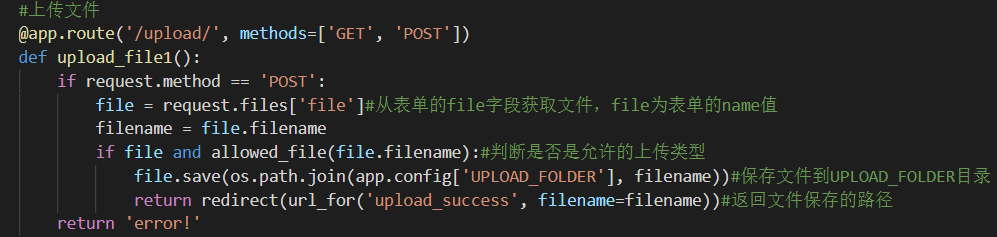 #上传文件
@app.route('/upload/', methods=['GET', 'POST'])
def upload_file1():
    if request.method == 'POST':
        file = request.files['file']#从表单的file字段获取文件，file为表单的name值
        filename = file.filename
        if file and allowed_file(file.filename):#判断是否是允许的上传类型
            file.save(os.path.join(app.config['UPLOAD_FOLDER'], filename))#保存文件到UPLOAD_FOLDER目录
            return redirect(url_for('upload_success', filename=filename))#返回文件保存的路径
    return 'error!'